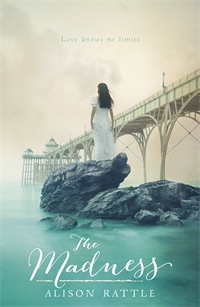 Love knows no limits
The
Madness
ALISON RATTLE